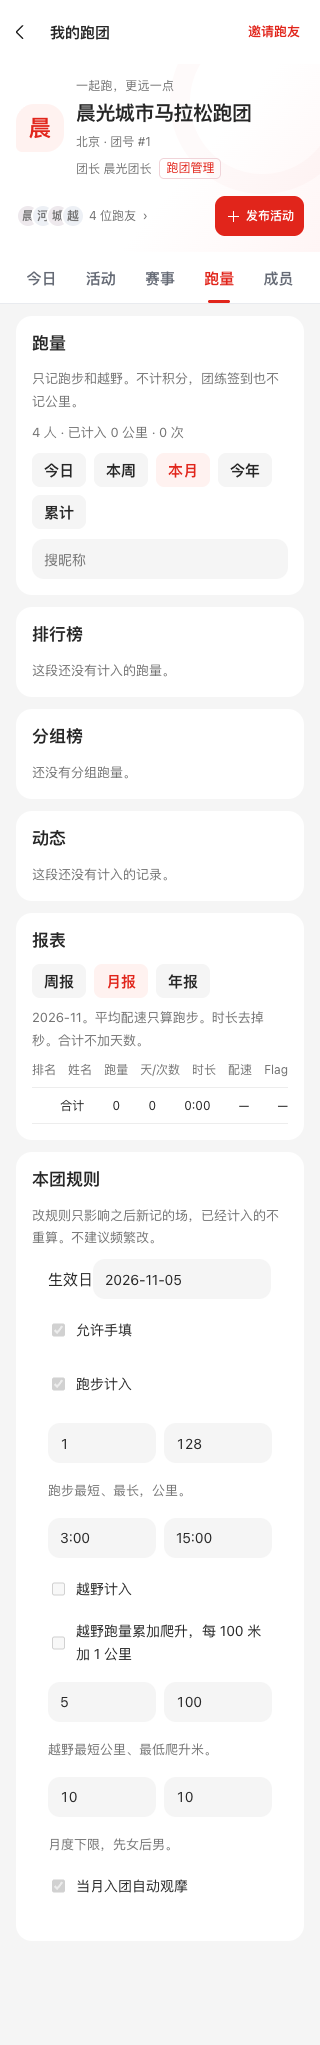 我的跑团
邀请跑友
一起跑，更远一点
晨
晨光城市马拉松跑团
北京 · 团号 #1
团长 晨光团长 跑团管理
晨 河 城 越 4 位跑友 ›
发布活动
今日 活动 赛事 跑量 成员
跑量
只记跑步和越野。不计积分，团练签到也不
记公里。
4 人 · 已计入 0 公里 · 0 次
今日 本周 本月 今年
累计
搜昵称
排行榜
这段还没有计入的跑量。
分组榜
还没有分组跑量。
动态
这段还没有计入的记录。
报表
周报 月报 年报
2026-11。平均配速只算跑步。时长去掉
秒。合计不加天数。
排名 姓名 跑量 天/次数 时长 配速 Flag
合计 0 0 0:00 — —
本团规则
改规则只影响之后新记的场，已经计入的不
重算。不建议频繁改。
生效日 2026-11-05
允许手填
跑步计入
1 128
跑步最短、最长，公里。
3:00 15:00
越野计入
越野跑量累加爬升，每 100 米
加 1 公里
5 100
越野最短公里、最低爬升米。
10 10
月度下限，先女后男。
当月入团自动观摩